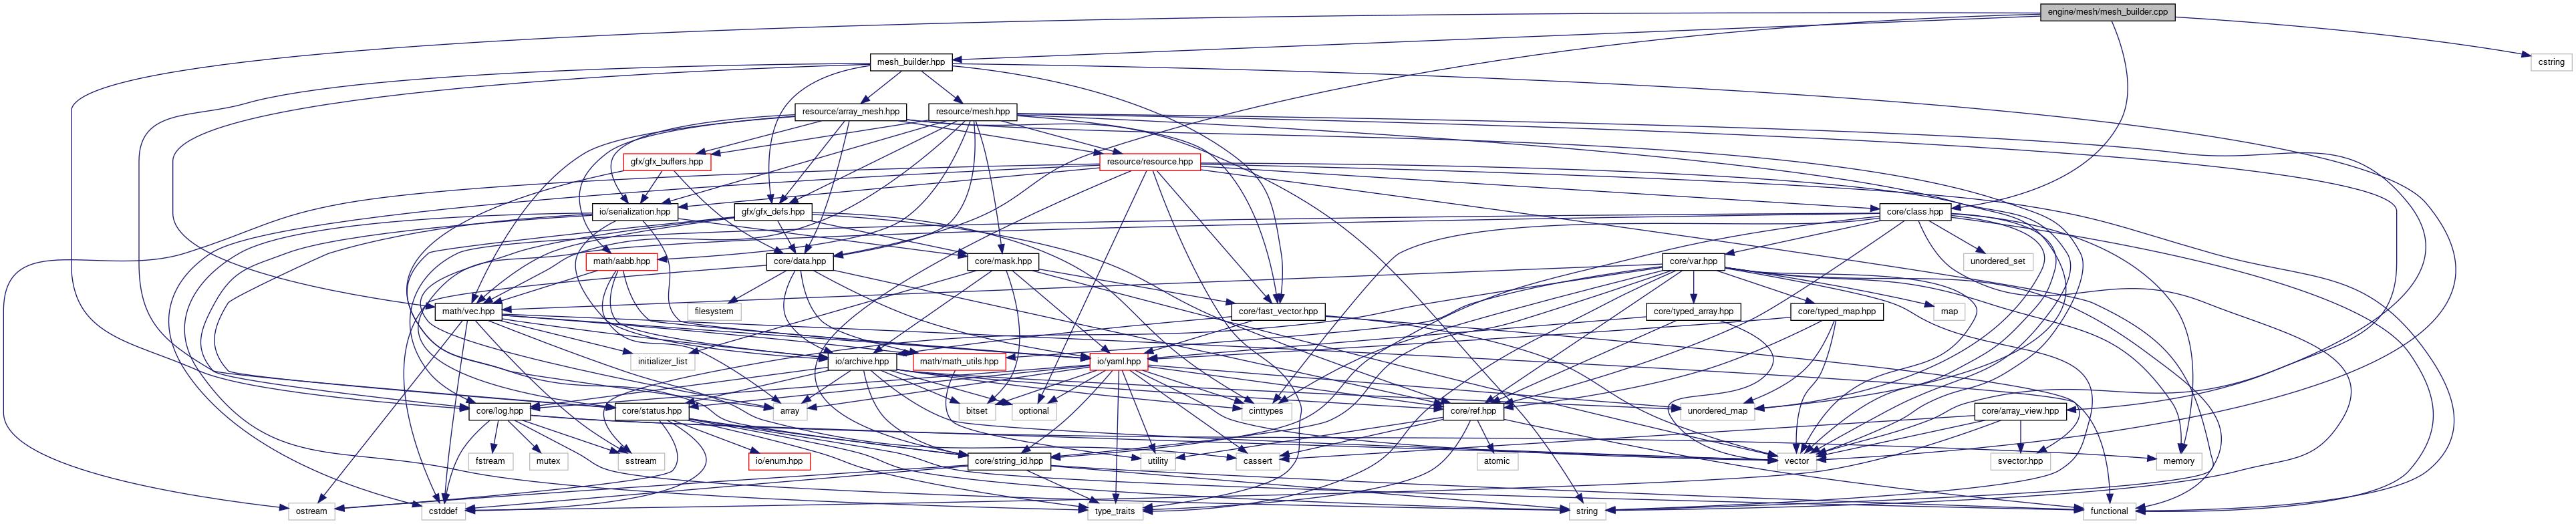 engine/mesh/mesh_builder.cpp
mesh_builder.hpp
cstring
resource/array_mesh.hpp
resource/mesh.hpp
gfx/gfx_buffers.hpp
resource/resource.hpp
io/serialization.hpp
gfx/gfx_defs.hpp
core/class.hpp
math/aabb.hpp
core/data.hpp
core/mask.hpp
core/var.hpp
unordered_set
math/vec.hpp
filesystem
core/fast_vector.hpp
core/typed_array.hpp
core/typed_map.hpp
map
initializer_list
io/archive.hpp
math/math_utils.hpp
io/yaml.hpp
core/log.hpp
core/status.hpp
array
bitset
optional
cinttypes
core/ref.hpp
unordered_map
core/array_view.hpp
fstream
mutex
sstream
io/enum.hpp
core/string_id.hpp
utility
cassert
atomic
vector
svector.hpp
memory
ostream
cstddef
type_traits
string
functional